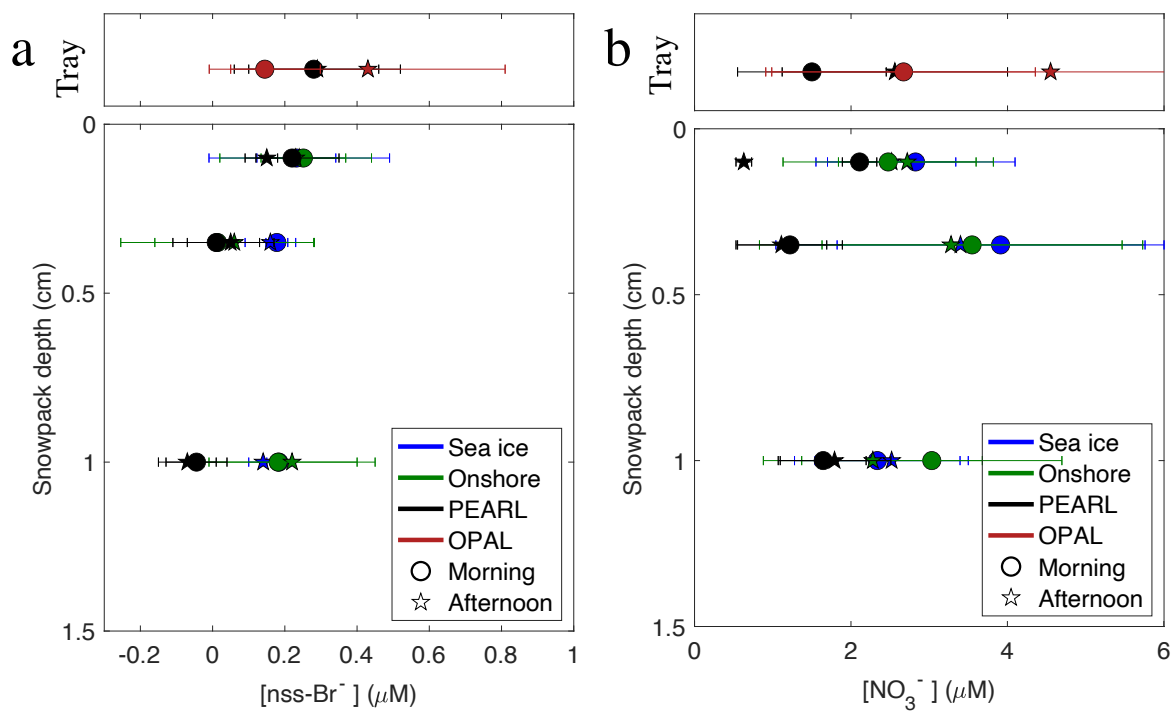 a
Tray
0
0.5
1
1.5
Snowpack depth (cm)
Sea ice
Onshore
PEARL
OPAL
Morning
Afternoon
-0.2 0 0.2 0.4 0.6 0.8 1
[nss-Br⁻] (μM)
b
Tray
0
0.5
1
1.5
Snowpack depth (cm)
Sea ice
Onshore
PEARL
OPAL
Morning
Afternoon
0 2 4 6
[NO₃⁻] (μM)